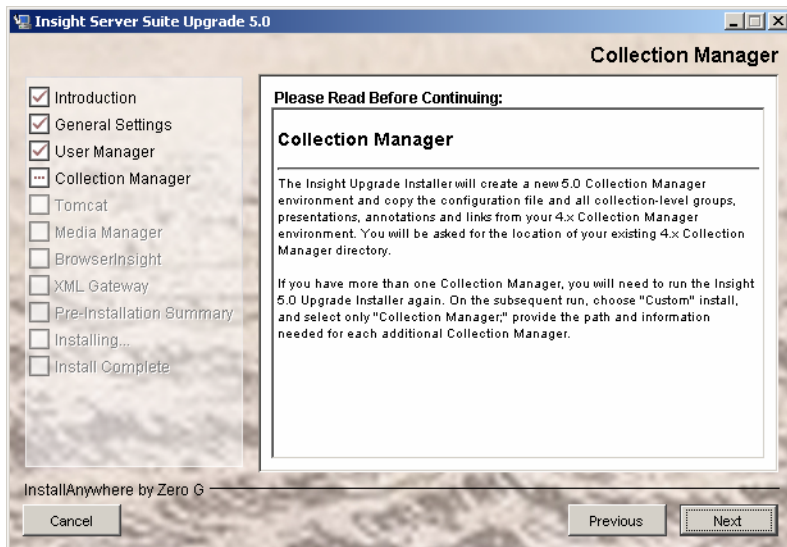 Insight Server Suite Upgrade 5.0
Collection Manager
Introduction
General Settings
User Manager
Collection Manager
Tomcat
Media Manager
BrowserInsight
XML Gateway
Pre-Installation Summary
Installing...
Install Complete
Please Read Before Continuing:
Collection Manager
The Insight Upgrade Installer will create a new 5.0 Collection Manager
environment and copy the configuration file and all collection-level groups,
presentations, annotations and links from your 4.x Collection Manager
environment. You will be asked for the location of your existing 4.x Collection
Manager directory.
If you have more than one Collection Manager, you will need to run the Insight
5.0 Upgrade Installer again. On the subsequent run, choose "Custom" install,
and select only "Collection Manager;" provide the path and information
needed for each additional Collection Manager.
InstallAnywhere by Zero G
Cancel
Previous
Next